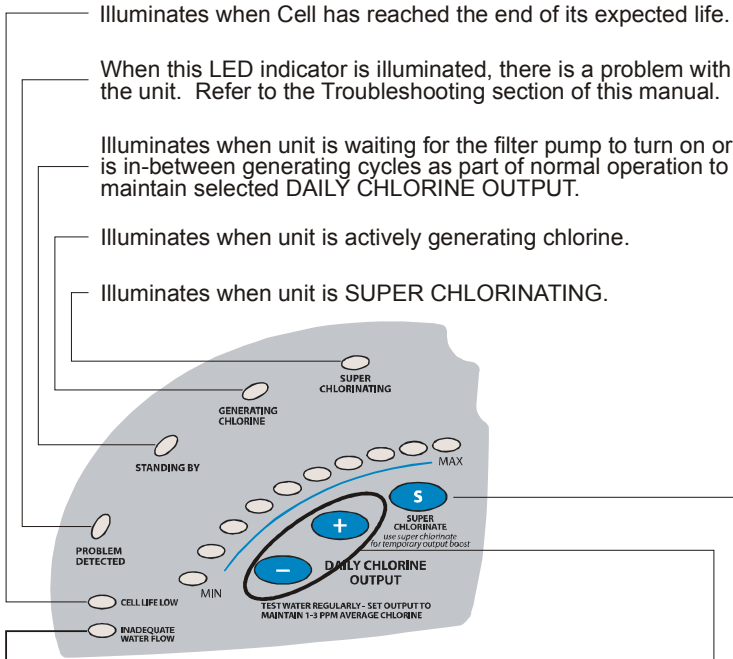 Illuminates when Cell has reached the end of its expected life.
When this LED indicator is illuminated, there is a problem with
the unit.  Refer to the Troubleshooting section of this manual.
Illuminates when unit is waiting for the filter pump to turn on or
is in-between generating cycles as part of normal operation to
maintain selected DAILY CHLORINE OUTPUT.
Illuminates when unit is actively generating chlorine.
Illuminates when unit is SUPER CHLORINATING.
SUPER
CHLORINATING
GENERATING
CHLORINE
STANDING BY
MAX
S
SUPER
CHLORINATE
use super chlorinate
for temporary output boost
+
PROBLEM
DETECTED
–
DAILY CHLORINE
OUTPUT
MIN
CELL LIFE LOW
TEST WATER REGULARLY - SET OUTPUT TO
MAINTAIN 1-3 PPM AVERAGE CHLORINE
INADEQUATE
WATER FLOW